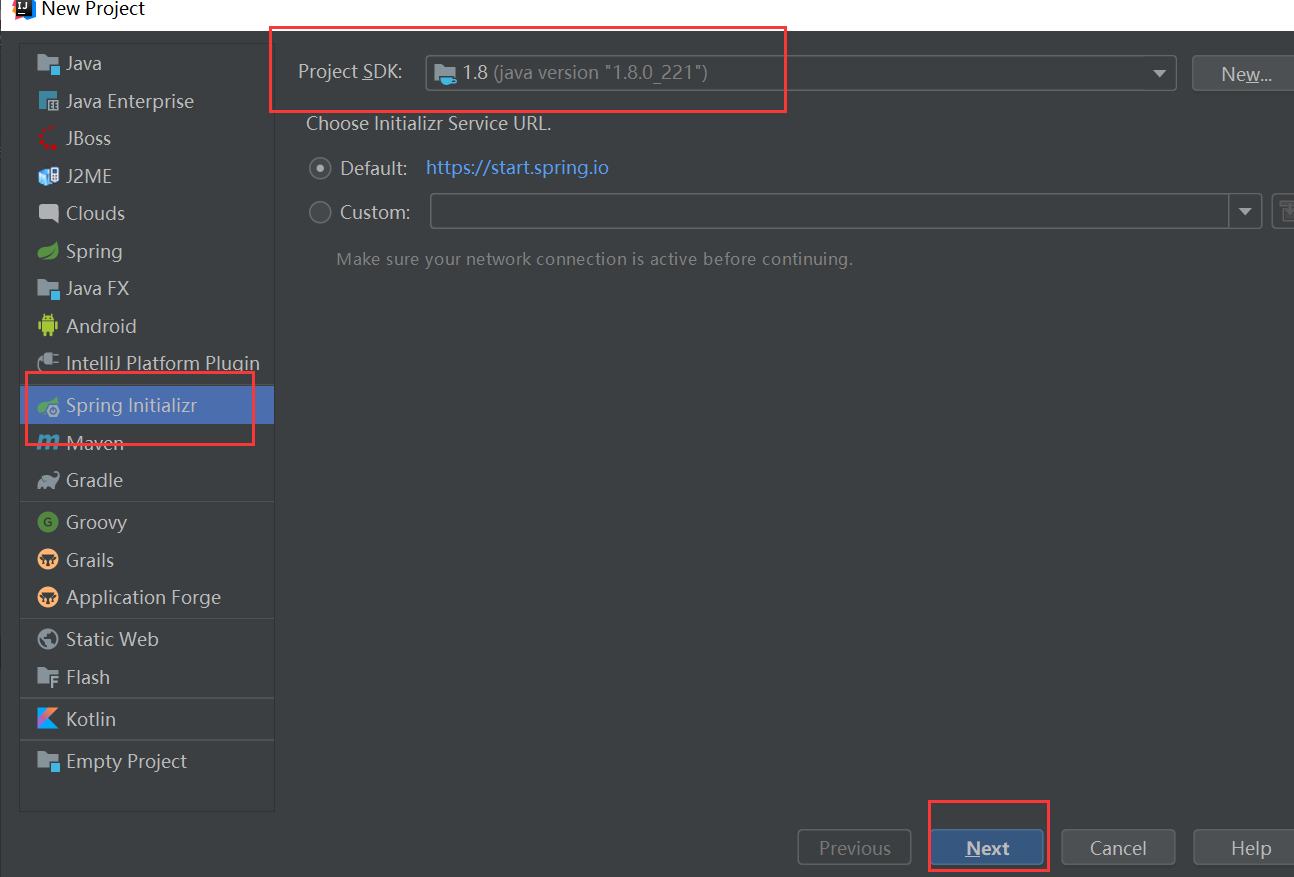 New Project
Java
Java Enterprise
JBoss
J2ME
Clouds
Spring
Java FX
Android
IntelliJ Platform Plugin
Spring Initializr
Maven
Gradle
Groovy
Grails
Application Forge
Static Web
Flash
Kotlin
Empty Project
Project SDK: 1.8 (java version "1.8.0_221") New...
Choose Initializr Service URL.
Default: https://start.spring.io
Custom:
Make sure your network connection is active before continuing.
Previous Next Cancel Help